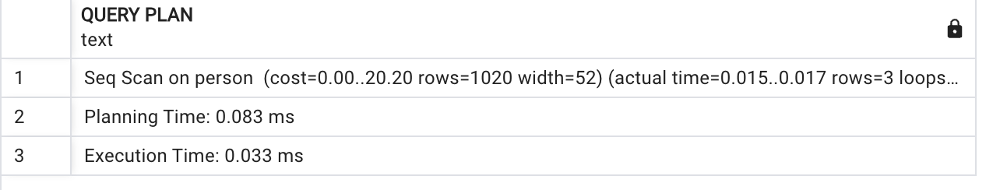 QUERY PLAN
text
1 Seq Scan on person (cost=0.00..20.20 rows=1020 width=52) (actual time=0.015..0.017 rows=3 loops…
2 Planning Time: 0.083 ms
3 Execution Time: 0.033 ms